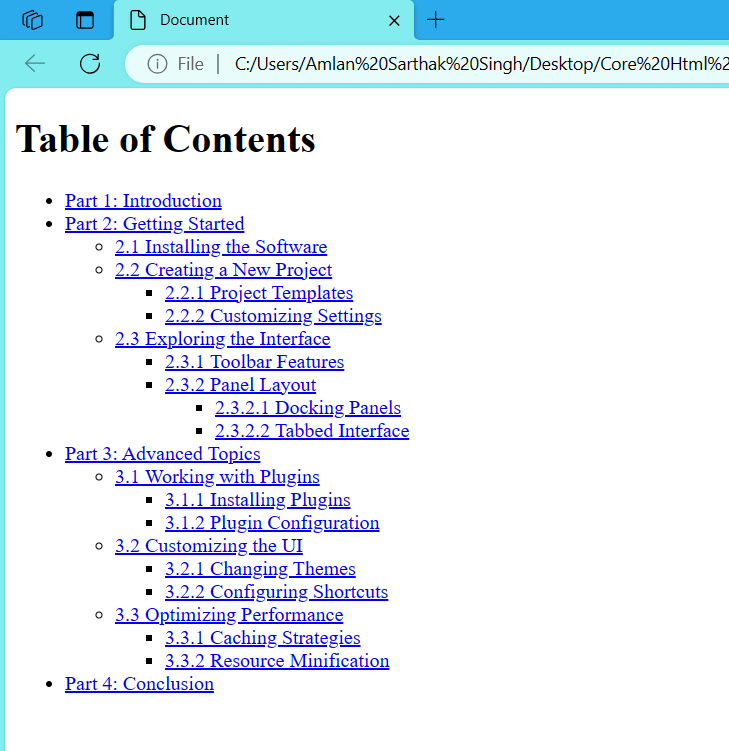 Document
File
C:/Users/Amlan%20Sarthak%20Singh/Desktop/Core%20Html%2
Table of Contents
Part 1: Introduction
Part 2: Getting Started
2.1 Installing the Software
2.2 Creating a New Project
2.2.1 Project Templates
2.2.2 Customizing Settings
2.3 Exploring the Interface
2.3.1 Toolbar Features
2.3.2 Panel Layout
2.3.2.1 Docking Panels
2.3.2.2 Tabbed Interface
Part 3: Advanced Topics
3.1 Working with Plugins
3.1.1 Installing Plugins
3.1.2 Plugin Configuration
3.2 Customizing the UI
3.2.1 Changing Themes
3.2.2 Configuring Shortcuts
3.3 Optimizing Performance
3.3.1 Caching Strategies
3.3.2 Resource Minification
Part 4: Conclusion